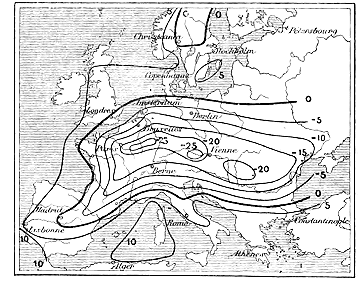 5
C
0
Christiania
Pétersbourg
Stockholm
Copenhague
5
Amsterdam
0
Londres
Berlin
-5
Bruxelles
-10
Paris
-25
-25
-20
Vienne
-15
-20
Berne
0
5
Madrid
Rome
Constantinople
Lisbonne
10
10
10
Athènes
Alger